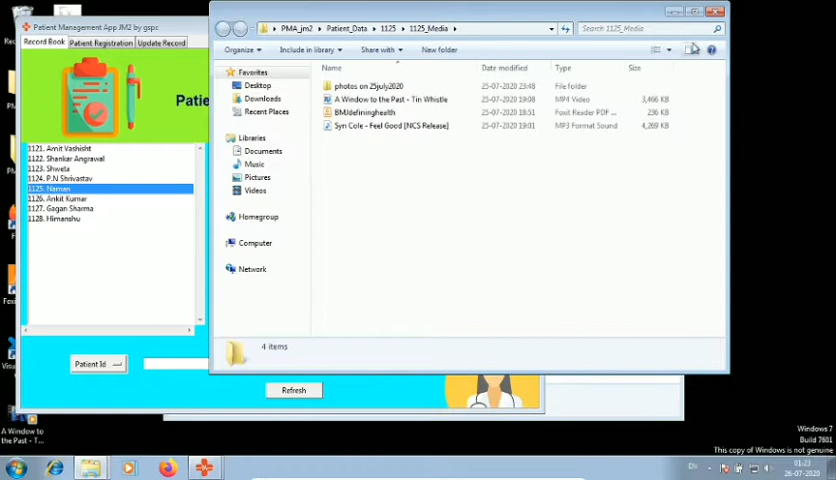 Patient Management App JM2 by gspc
Record Book
Patient Registration
Update Record
Patie
1121. Amit Vashisht
1122. Shankar Angrawal
1123. Shweta
1124. P.N Shrivastav
1125. Naman
1126. Ankit Kumar
1127. Gagan Sharma
1128. Himanshu
Patient Id
Refresh
PMA_jm2 Patient_Data 1125 1125_Media
Search 1125_Media
Organize Include in library Share with New folder
Favorites
Desktop
Downloads
Recent Places
Libraries
Documents
Music
Pictures
Videos
Homegroup
Computer
Network
Name Date modified Type Size
photos on 25july2020 25-07-2020 23:48 File folder
A Window to the Past - Tin Whistle 25-07-2020 19:08 MP4 Video 3,466 KB
BMJdefininghealth 25-07-2020 18:51 Foxit Reader PDF ... 236 KB
Syn Cole - Feel Good [NCS Release] 25-07-2020 19:01 MP3 Format Sound 4,269 KB
4 items
A Window to
the Past - T...
Windows 7
Build 7601
This copy of Windows is not genuine
EN
01:23
26-07-2020